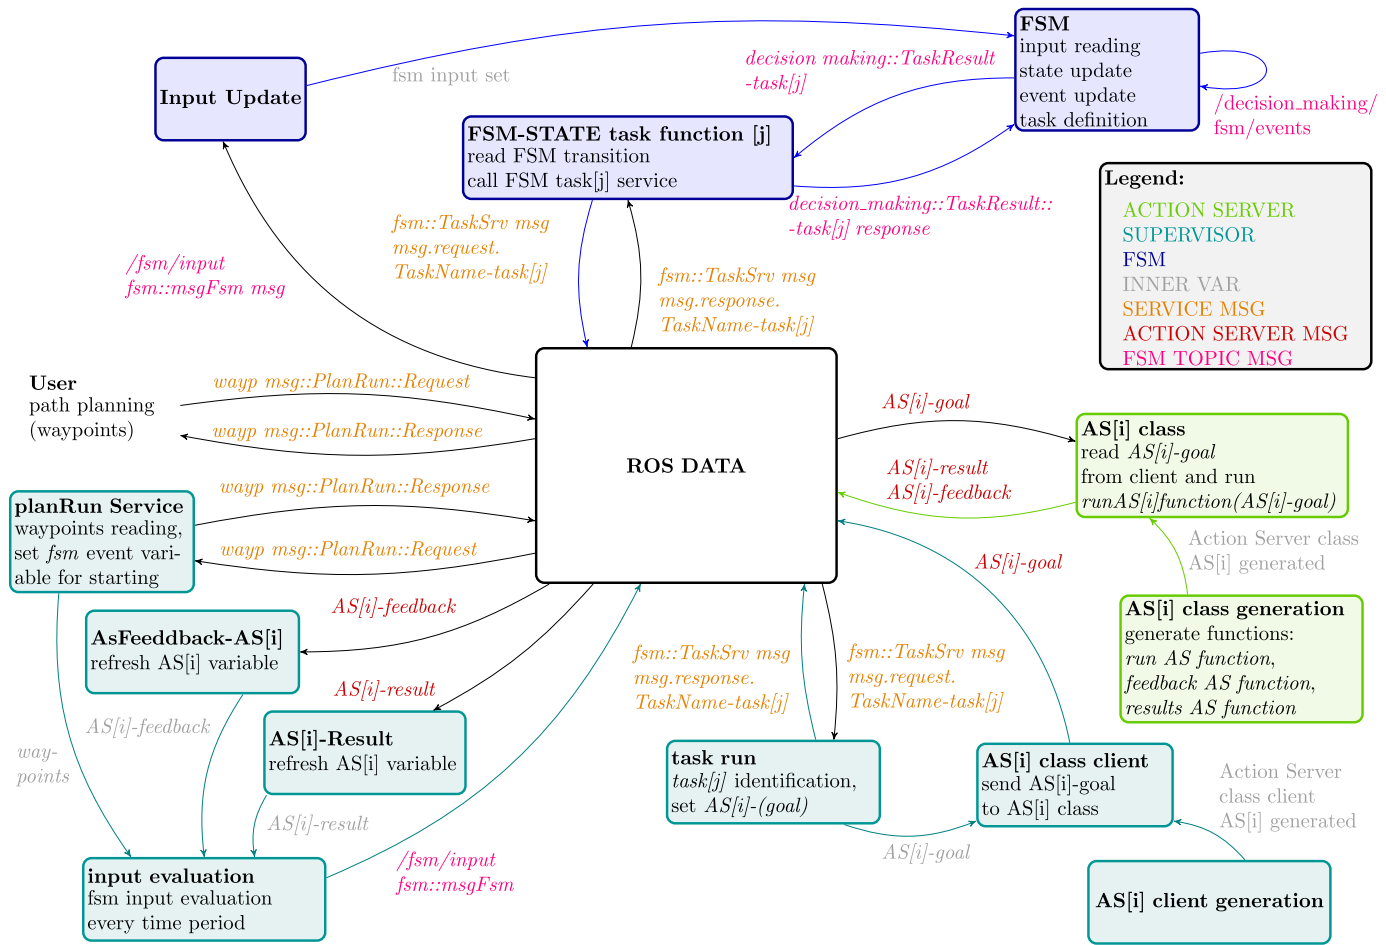 FSM
input reading
state update
event update
task definition
decision making::TaskResult
-task[j]
fsm input set
Input Update
/decision_making/
fsm/events
FSM-STATE task function [j]
read FSM transition
call FSM task[j] service
Legend:
ACTION SERVER
SUPERVISOR
FSM
INNER VAR
SERVICE MSG
ACTION SERVER MSG
FSM TOPIC MSG
decision_making::TaskResult::
-task[j] response
fsm::TaskSrv msg
msg.request.
TaskName-task[j]
/fsm/input
fsm::msgFsm msg
fsm::TaskSrv msg
msg.response.
TaskName-task[j]
User
path planning
(waypoints)
wayp msg::PlanRun::Request
wayp msg::PlanRun::Response
ROS DATA
AS[i]-goal
AS[i] class
read AS[i]-goal
from client and run
runAS[i]function(AS[i]-goal)
AS[i]-result
AS[i]-feedback
wayp msg::PlanRun::Response
planRun Service
waypoints reading,
set fsm event vari-
able for starting
wayp msg::PlanRun::Request
Action Server class
AS[i] generated
AS[i]-goal
AS[i]-feedback
AS[i] class generation
generate functions:
run AS function,
feedback AS function,
results AS function
AsFeeddback-AS[i]
refresh AS[i] variable
fsm::TaskSrv msg
msg.response.
TaskName-task[j]
fsm::TaskSrv msg
msg.request.
TaskName-task[j]
AS[i]-result
AS[i]-feedback
way-
points
AS[i]-Result
refresh AS[i] variable
task run
task[j] identification,
set AS[i]-(goal)
AS[i] class client
send AS[i]-goal
to AS[i] class
Action Server
class client
AS[i] generated
AS[i]-result
AS[i]-goal
/fsm/input
fsm::msgFsm
input evaluation
fsm input evaluation
every time period
AS[i] client generation